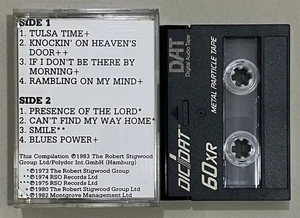 SIDE 1
1. TULSA TIME+
2. KNOCKIN' ON HEAVEN'S
DOOR++
3. IF I DON'T BE THERE BY
MORNING+
4. RAMBLING ON MY MIND+
SIDE 2
1. PRESENCE OF THE LORD*
2. CAN'T FIND MY WAY HOME*
3. SMILE**
4. BLUES POWER+
This Compilation ℗1983 The Robert Stigwood
Group Ltd/Polydor Int.GmbH (Hamburg)
*℗1973 The Robert Stigwood Group Ltd
**℗1974 RSO Records Ltd
++℗1975 RSO Records Ltd
+℗1980 The Robert Stigwood Group Ltd
℗1982 Montgrove Management Ltd
DAT
Digital Audio Tape
METAL PARTICLE TAPE
DIC/DAT
60XR